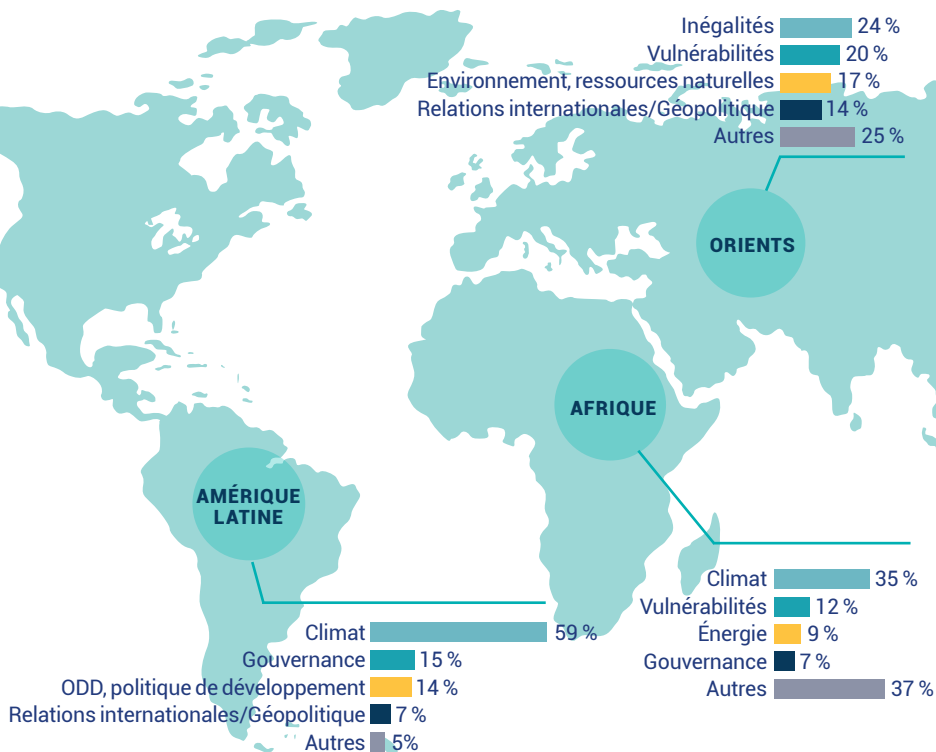 Inégalités 24 %
Vulnérabilités 20 %
Environnement, ressources naturelles 17 %
Relations internationales/Géopolitique 14 %
Autres 25 %
ORIENTS
AFRIQUE
AMÉRIQUE
LATINE
Climat 35 %
Vulnérabilités 12 %
Énergie 9 %
Gouvernance 7 %
Autres 37 %
Climat 59 %
Gouvernance 15 %
ODD, politique de développement 14 %
Relations internationales/Géopolitique 7 %
Autres 5%